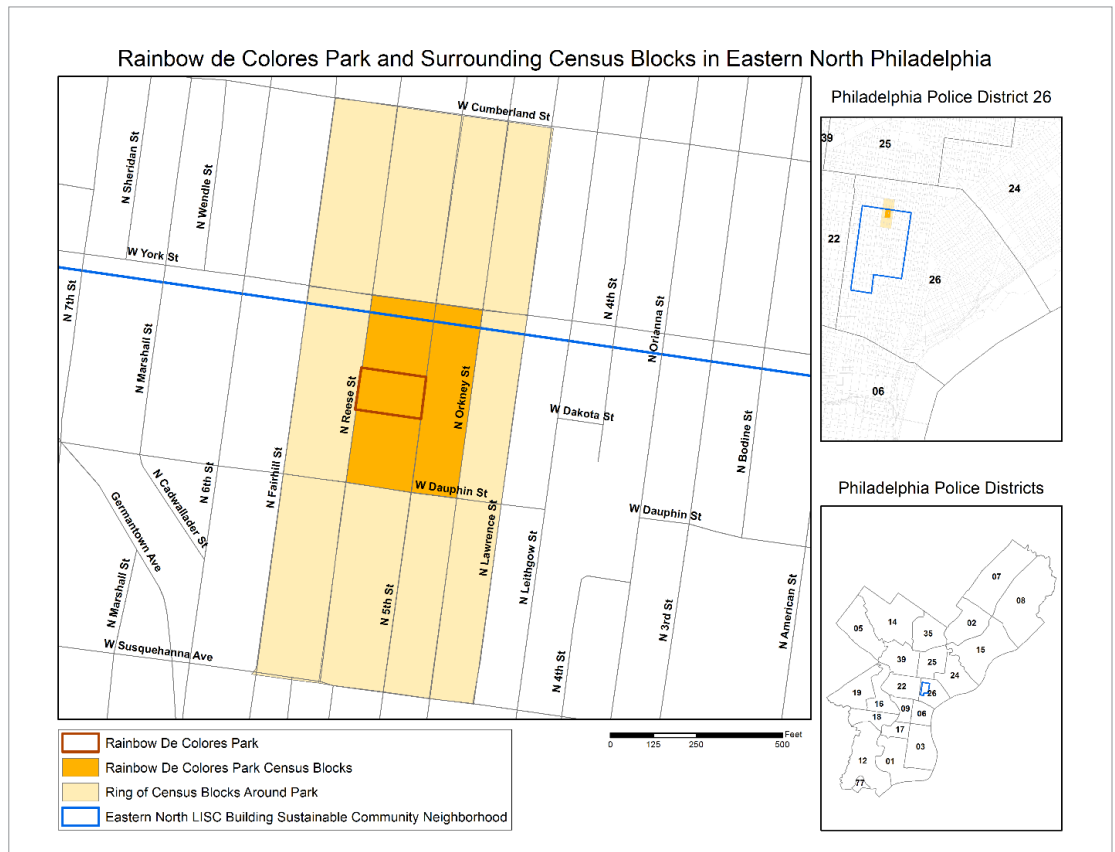 Rainbow de Colores Park and Surrounding Census Blocks in Eastern North Philadelphia
W Cumberland St
N Sheridan St
N Wendle St
W York St
N 7th St
N Marshall St
N 4th St
N Orianna St
N Reese St
N Orkney St
W Dakota St
N Bodine St
N Fairhill St
N 6th St
N Cadwallader St
Germantown Ave
W Dauphin St
W Dauphin St
N Lawrence St
N Leithgow St
N Marshall St
N 5th St
N 3rd St
N American St
N 4th St
W Susquehanna Ave
Rainbow De Colores Park
Rainbow De Colores Park Census Blocks
Ring of Census Blocks Around Park
Eastern North LISC Building Sustainable Community Neighborhood
Feet
0 125 250 500
Philadelphia Police District 26
39
25
24
22
26
06
Philadelphia Police Districts
07
08
02
05
14
35
15
39
25
24
22
26
19
16
09
06
18
17
03
12
01
77